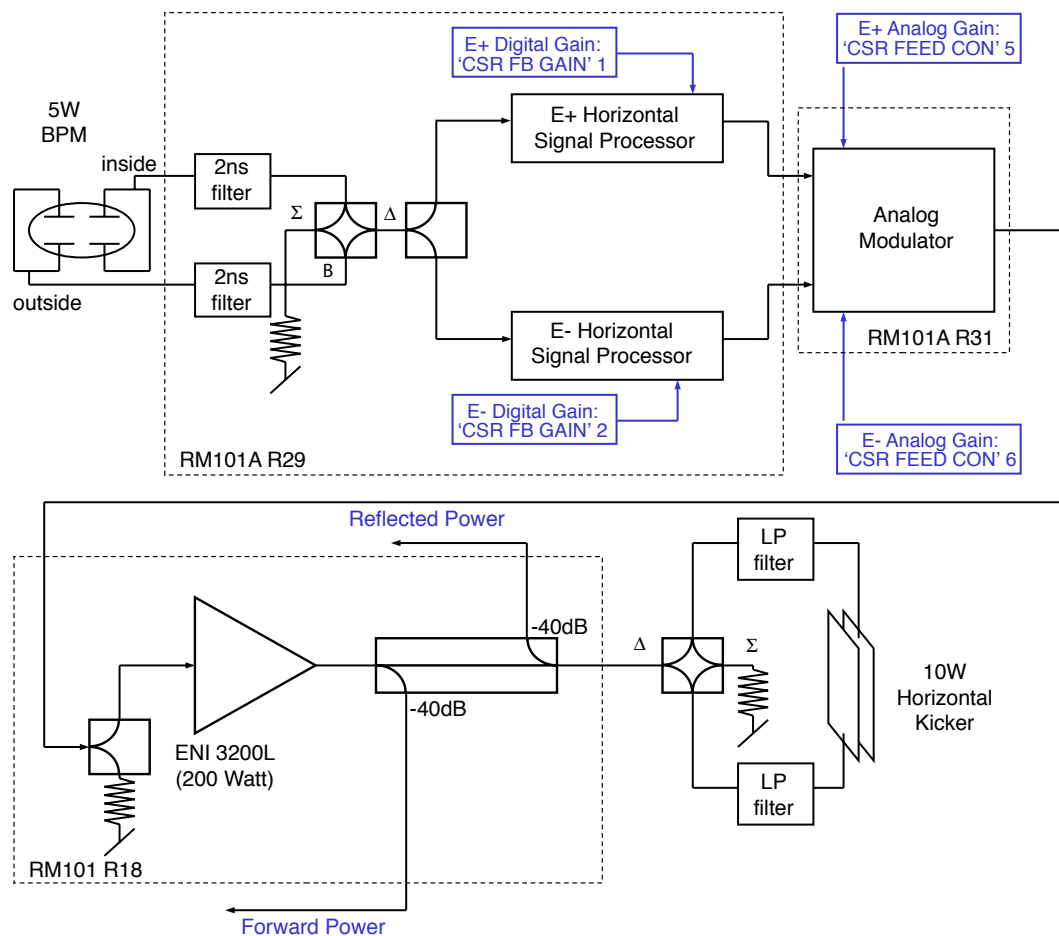 E+ Digital Gain:
‘CSR FB GAIN’ 1
E+ Analog Gain:
‘CSR FEED CON’ 5
5W
BPM
inside
outside
2ns
filter
2ns
filter
Σ
B
Δ
E+ Horizontal
Signal Processor
E- Horizontal
Signal Processor
Analog
Modulator
RM101A R31
E- Digital Gain:
‘CSR FB GAIN’ 2
E- Analog Gain:
‘CSR FEED CON’ 6
RM101A R29
Reflected Power
-40dB
-40dB
ENI 3200L
(200 Watt)
RM101 R18
Forward Power
Δ
Σ
LP
filter
LP
filter
10W
Horizontal
Kicker